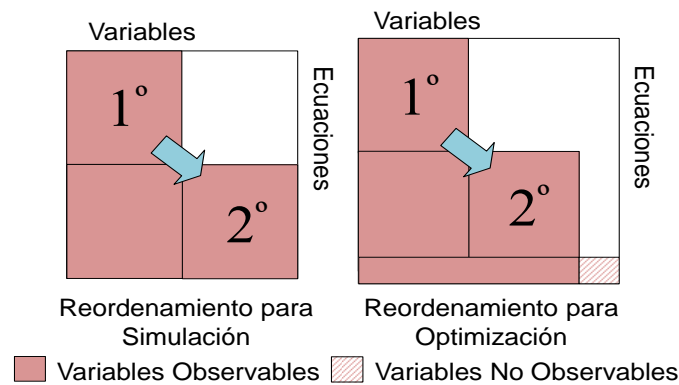 Variables
Variables
1º
2º
Ecuaciones
1º
2º
Ecuaciones
Reordenamiento para
Simulación
Reordenamiento para
Optimización
Variables Observables
Variables No Observables